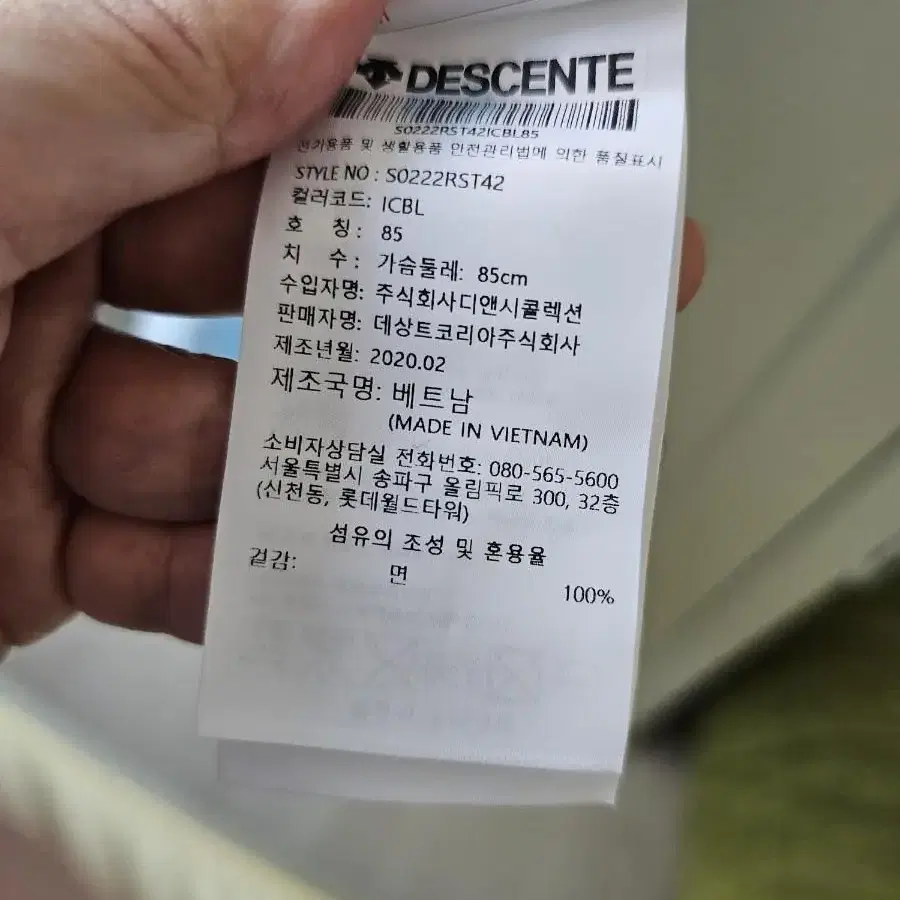 DESCENTE
S0222RST42ICBL85
전기용품 및 생활용품 안전관리법에 의한 품질표시
STYLE NO : S0222RST42
컬러코드: ICBL
호 칭 : 85
치 수 : 가슴둘레: 85cm
수입자명: 주식회사디앤시콜렉션
판매자명: 데상트코리아주식회사
제조년월: 2020.02
제조국명: 베트남
(MADE IN VIETNAM)
소비자상담실 전화번호: 080-565-5600
서울특별시 송파구 올림픽로 300, 32층
(신천동, 롯데월드타워)
섬유의 조성 및 혼용율
겉감: 면 100%